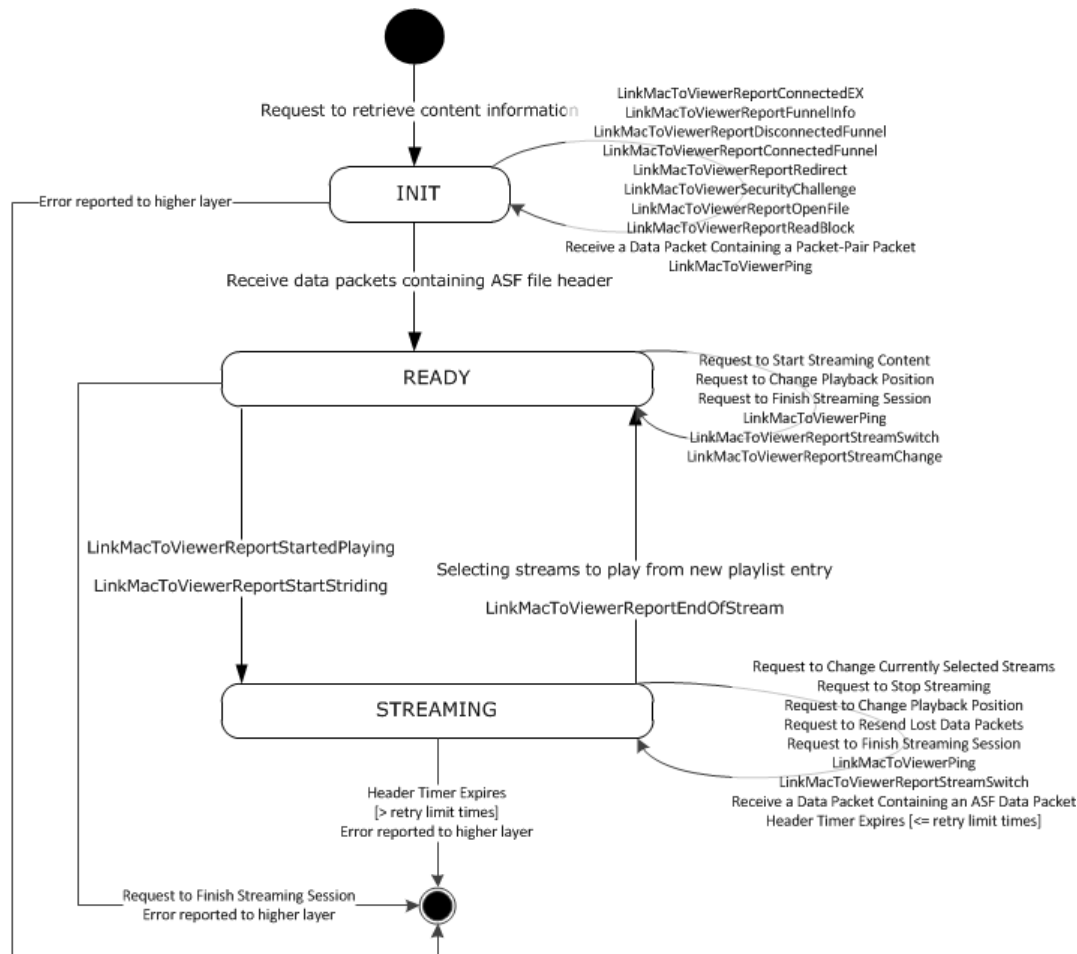 Request to retrieve content information
LinkMacToViewerReportConnectedEX
LinkMacToViewerReportFunnelInfo
LinkMacToViewerReportDisconnectedFunnel
LinkMacToViewerReportConnectedFunnel
LinkMacToViewerReportRedirect
LinkMacToViewerSecurityChallenge
LinkMacToViewerReportOpenFile
LinkMacToViewerReportReadBlock
Receive a Data Packet Containing a Packet-Pair Packet
LinkMacToViewerPing
INIT
Error reported to higher layer
Receive data packets containing ASF file header
READY
Request to Start Streaming Content
Request to Change Playback Position
Request to Finish Streaming Session
LinkMacToViewerPing
LinkMacToViewerReportStreamSwitch
LinkMacToViewerReportStreamChange
LinkMacToViewerReportStartedPlaying
LinkMacToViewerReportStartStriding
Selecting streams to play from new playlist entry
LinkMacToViewerReportEndOfStream
STREAMING
Request to Change Currently Selected Streams
Request to Stop Streaming
Request to Change Playback Position
Request to Resend Lost Data Packets
Request to Finish Streaming Session
LinkMacToViewerPing
LinkMacToViewerReportStreamSwitch
Receive a Data Packet Containing an ASF Data Packet
Header Timer Expires [<= retry limit times]
Header Timer Expires
[> retry limit times]
Error reported to higher layer
Request to Finish Streaming Session
Error reported to higher layer